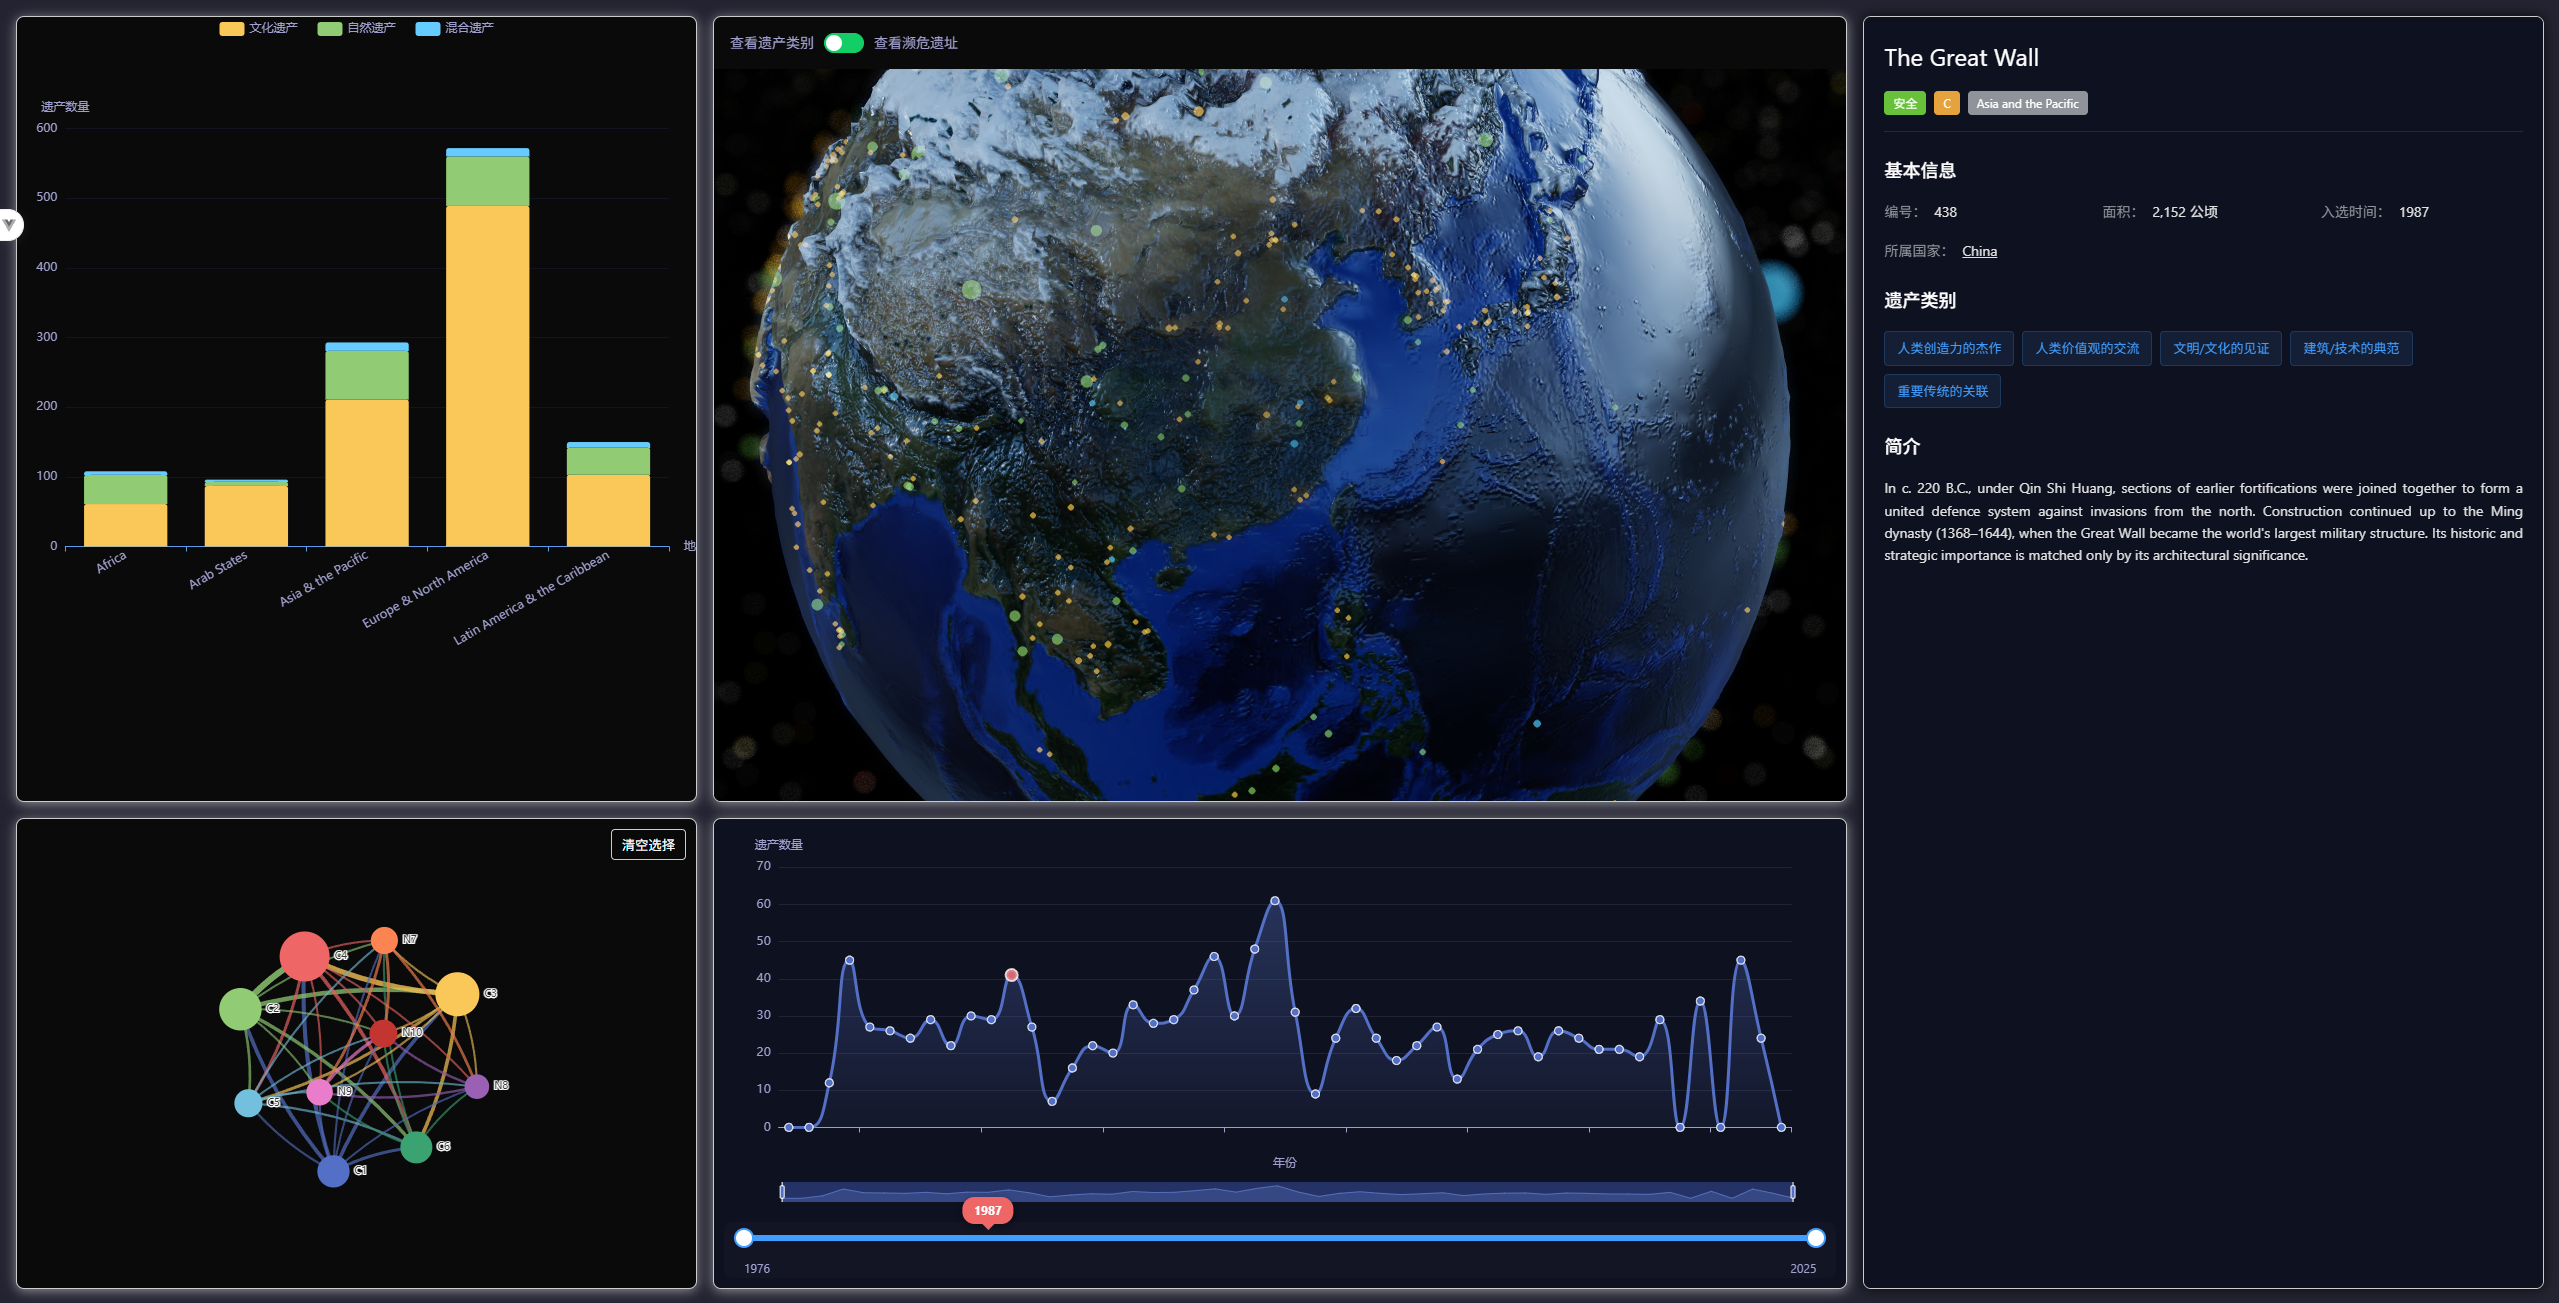 文化遗产 自然遗产 混合遗产
遗产数量
600
500
400
300
200
100
0
地
Africa
Arab States
Asia & the Pacific
Europe & North America
Latin America & the Caribbean
清空选择
C4
N7
C3
C2
N10
C5
N9
N8
C6
C1
查看遗产类别 查看濒危遗址
遗产数量
70
60
50
40
30
20
10
0
年份
1987
1976 2025
The Great Wall
安全 C Asia and the Pacific
基本信息
编号： 438 面积： 2,152 公顷 入选时间： 1987
所属国家： China
遗产类别
人类创造力的杰作 人类价值观的交流 文明/文化的见证 建筑/技术的典范
重要传统的关联
简介
In c. 220 B.C., under Qin Shi Huang, sections of earlier fortifications were joined together to form a
united defence system against invasions from the north. Construction continued up to the Ming
dynasty (1368–1644), when the Great Wall became the world's largest military structure. Its historic and
strategic importance is matched only by its architectural significance.